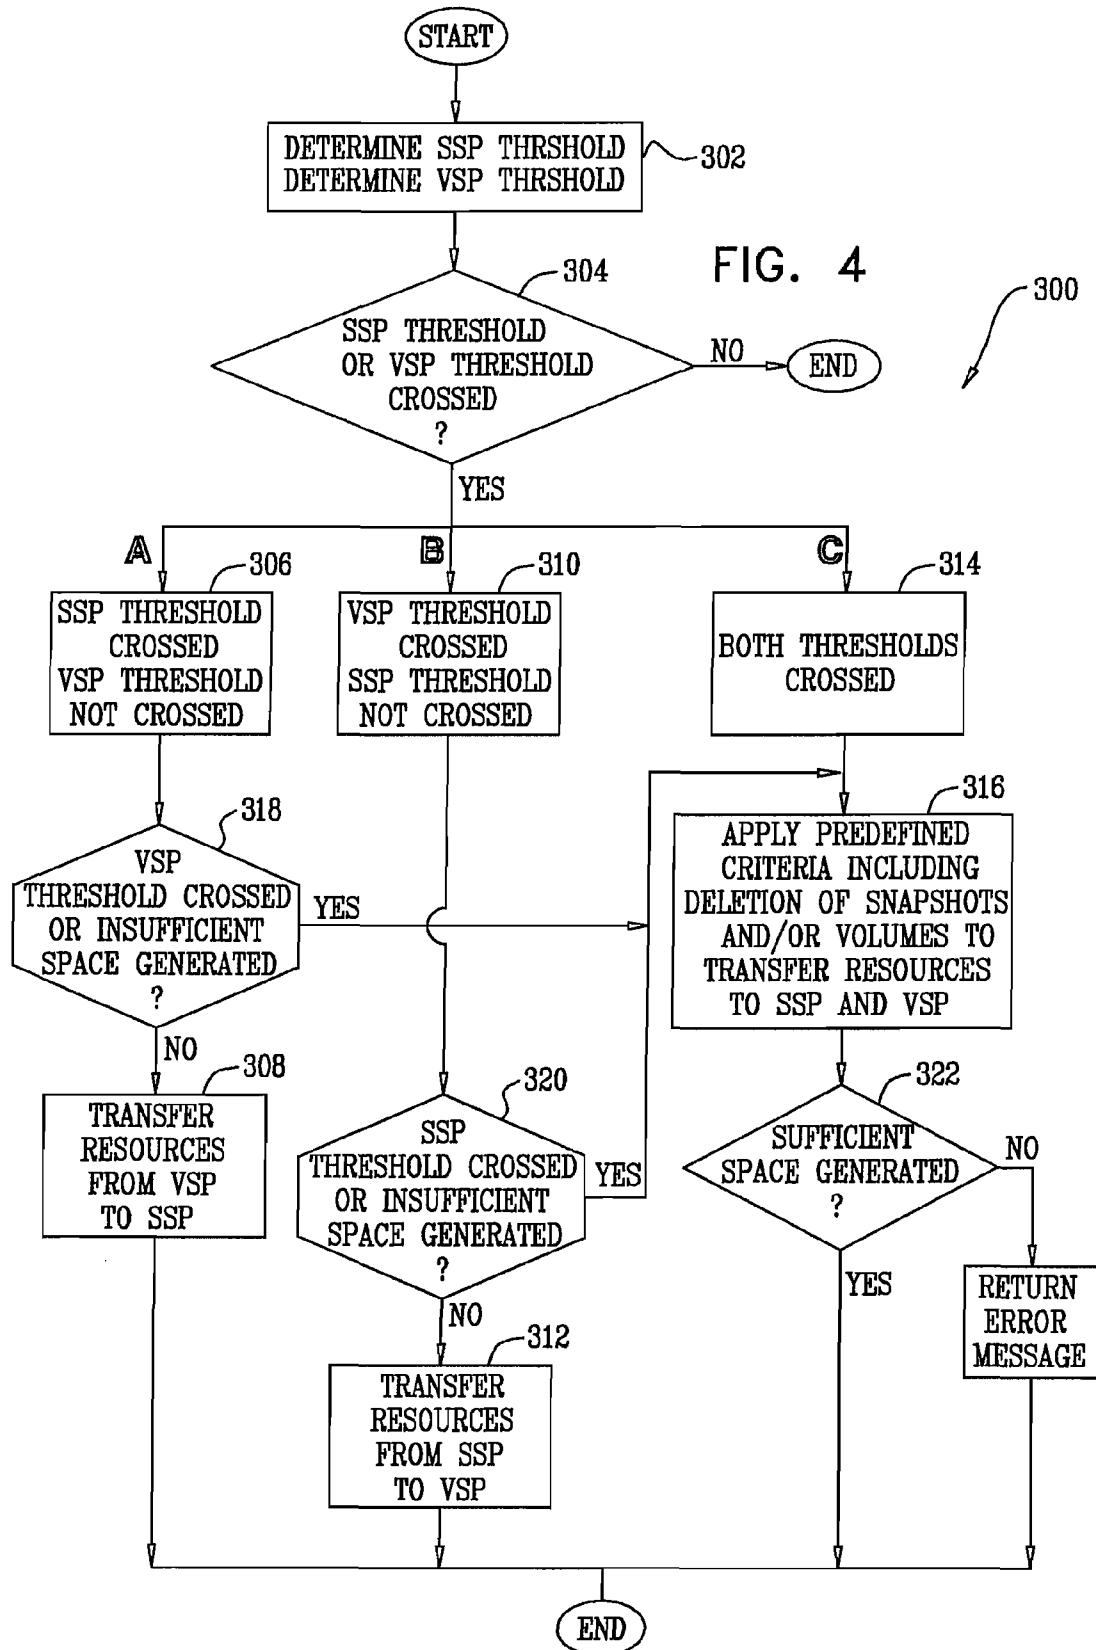 START
DETERMINE SSP THRSHOLD
DETERMINE VSP THRSHOLD
302
FIG. 4
300
304
SSP THRESHOLD
OR VSP THRESHOLD
CROSSED
?
NO
END
YES
A
B
C
306
SSP THRESHOLD
CROSSED
VSP THRESHOLD
NOT CROSSED
310
VSP THRESHOLD
CROSSED
SSP THRESHOLD
NOT CROSSED
314
BOTH THRESHOLDS
CROSSED
318
VSP
THRESHOLD CROSSED
OR INSUFFICIENT
SPACE GENERATED
?
YES
NO
316
APPLY PREDEFINED
CRITERIA INCLUDING
DELETION OF SNAPSHOTS
AND/OR VOLUMES TO
TRANSFER RESOURCES
TO SSP AND VSP
308
TRANSFER
RESOURCES
FROM VSP
TO SSP
320
SSP
THRESHOLD CROSSED
OR INSUFFICIENT
SPACE GENERATED
?
YES
NO
322
SUFFICIENT
SPACE GENERATED
?
NO
YES
RETURN
ERROR
MESSAGE
312
TRANSFER
RESOURCES
FROM SSP
TO VSP
END